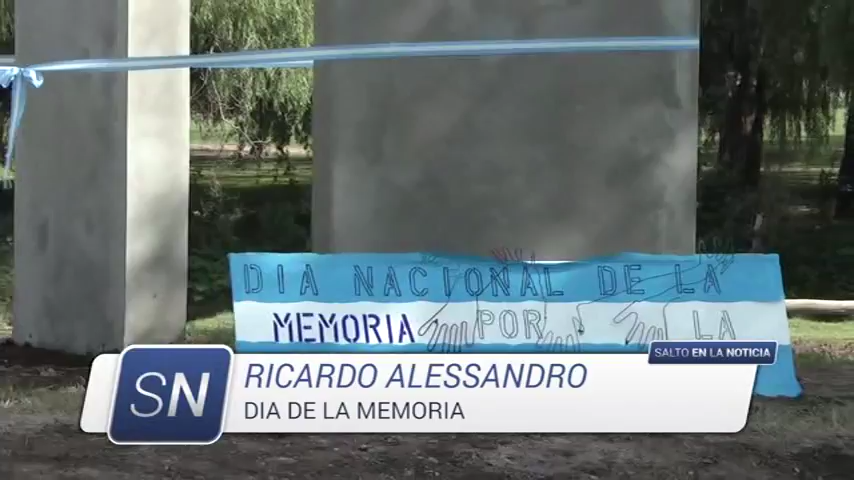 DIA NACIONAL DE LA
MEMORIA POR LA
SALTO EN LA NOTICIA
SN
RICARDO ALESSANDRO
DIA DE LA MEMORIA